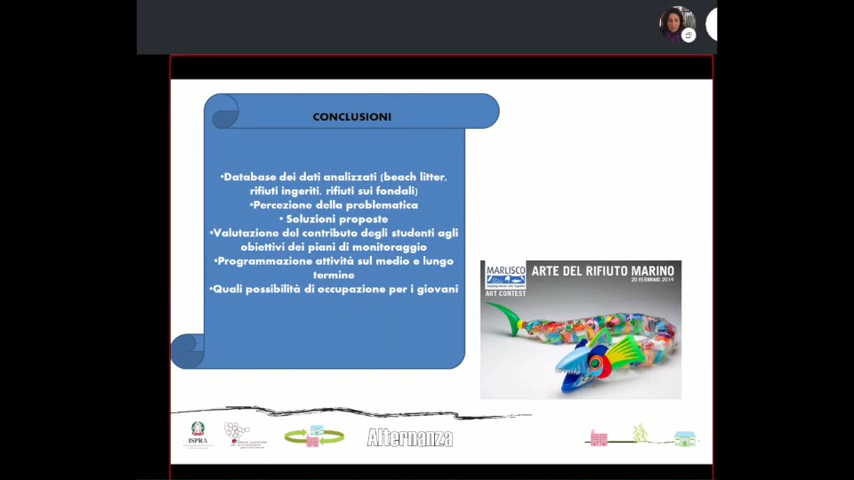 CONCLUSIONI
•Database dei dati analizzati (beach litter,
rifiuti ingeriti, rifiuti sui fondali)
•Percezione della problematica
• Soluzioni proposte
•Valutazione del contributo degli studenti agli
obiettivi dei piani di monitoraggio
•Programmazione attività sul medio e lungo
termine
•Quali possibilità di occupazione per i giovani
MARLISCO
ART CONTEST
ARTE DEL RIFIUTO MARINO
20 FEBBRAIO 2014
ISPRA
Alternanza